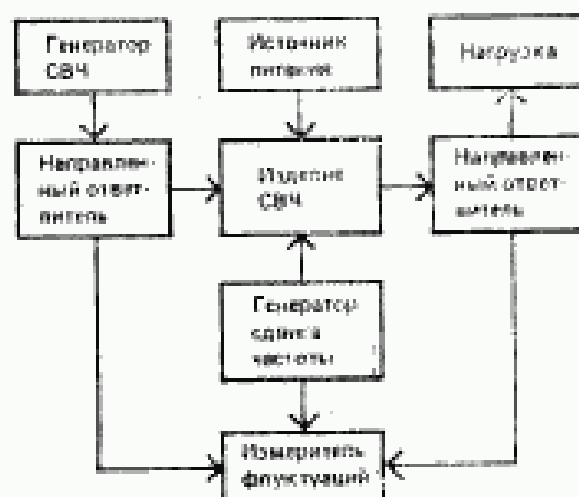 Генератор
СВЧ
Источник
питания
Нагрузка
Направлен-
ный ответ-
витель
Изделие
СВЧ
Направлен-
ный ответ-
витель
Генератор
сдвига
частоты
Измеритель
флуктуаций